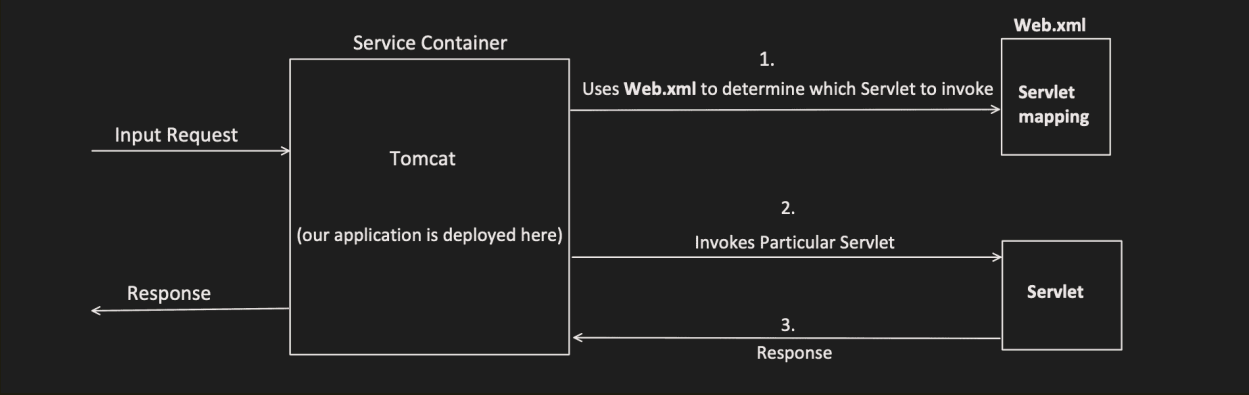 Web.xml
Service Container
1.
Uses Web.xml to determine which Servlet to invoke
Servlet
mapping
Input Request
Tomcat
2.
(our application is deployed here)
Invokes Particular Servlet
Response
Servlet
3.
Response